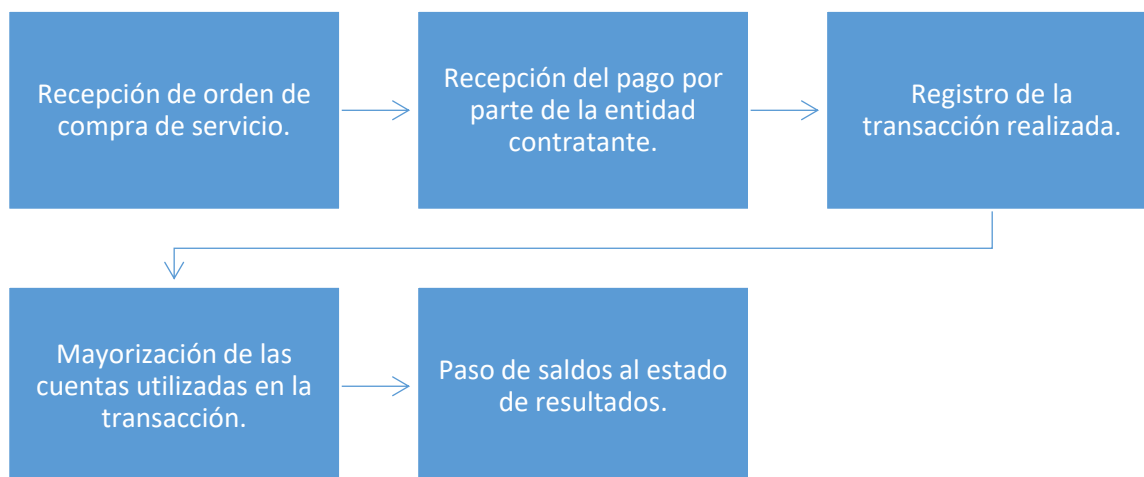 Recepción de orden de
compra de servicio.
Recepción del pago por
parte de la entidad
contratante.
Registro de la
transacción realizada.
Mayorización de las
cuentas utilizadas en la
transacción.
Paso de saldos al estado
de resultados.